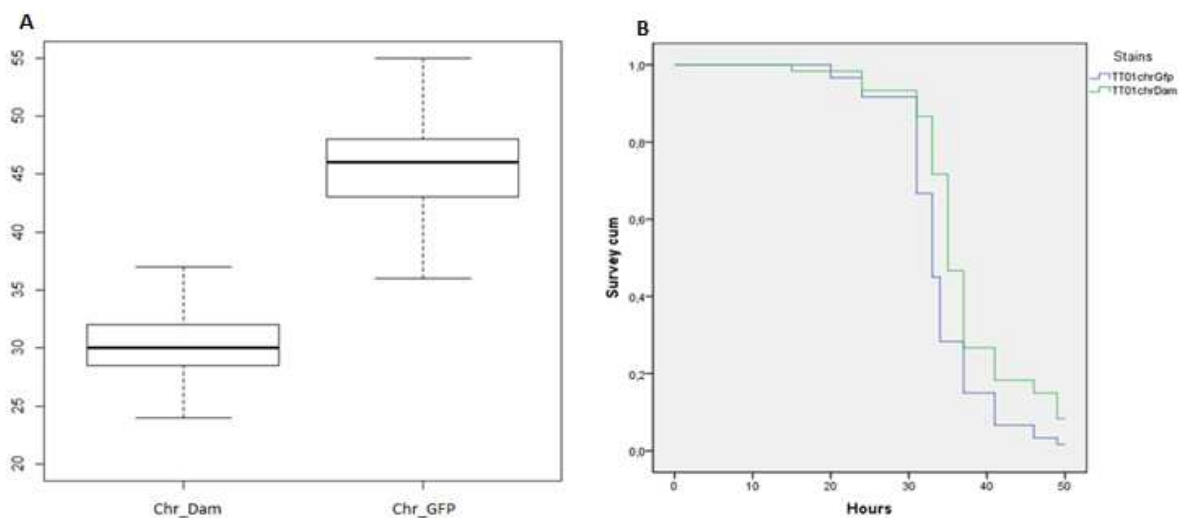 A
55
50
45
40
35
30
25
20
Chr_Dam Chr_GFP
B
Stains
TT01chrGfp
TT01chrDam
1,0
0,8
0,6
0,4
0,2
0,0
Survey cum
0 10 20 30 40 50
Hours